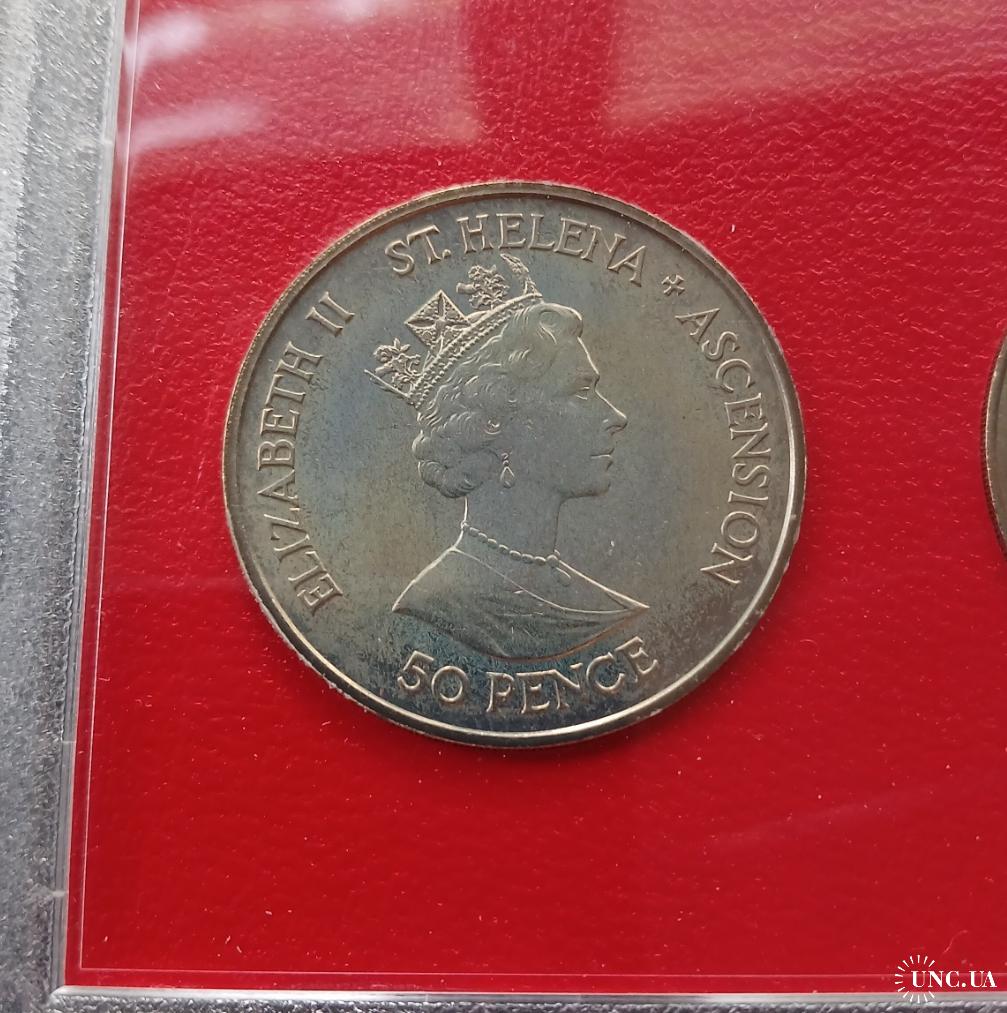 ELIZABETH II ST. HELENA + ASCENSION
50 PENCE
UNC.UA